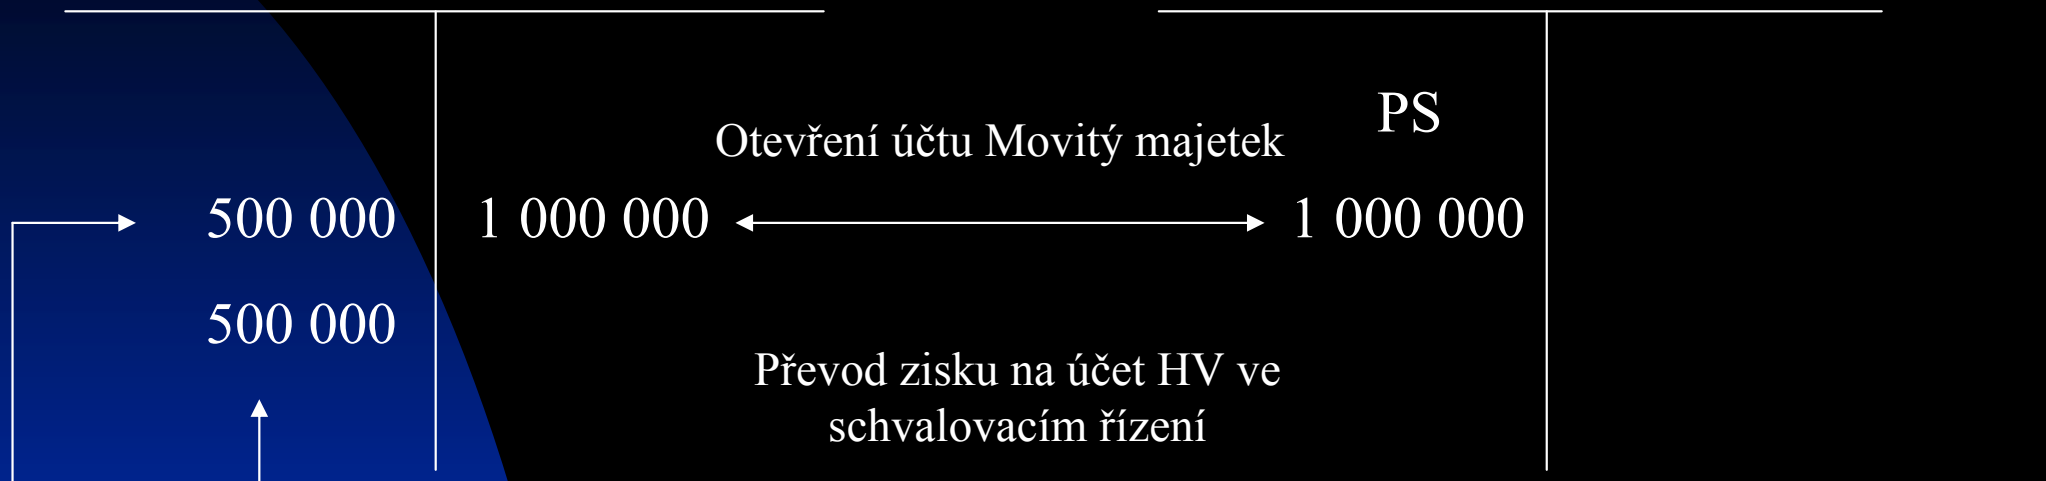 PS
Otevření účtu Movitý majetek
500 000 1 000 000 1 000 000
500 000
Převod zisku na účet HV ve
schvalovacím řízení